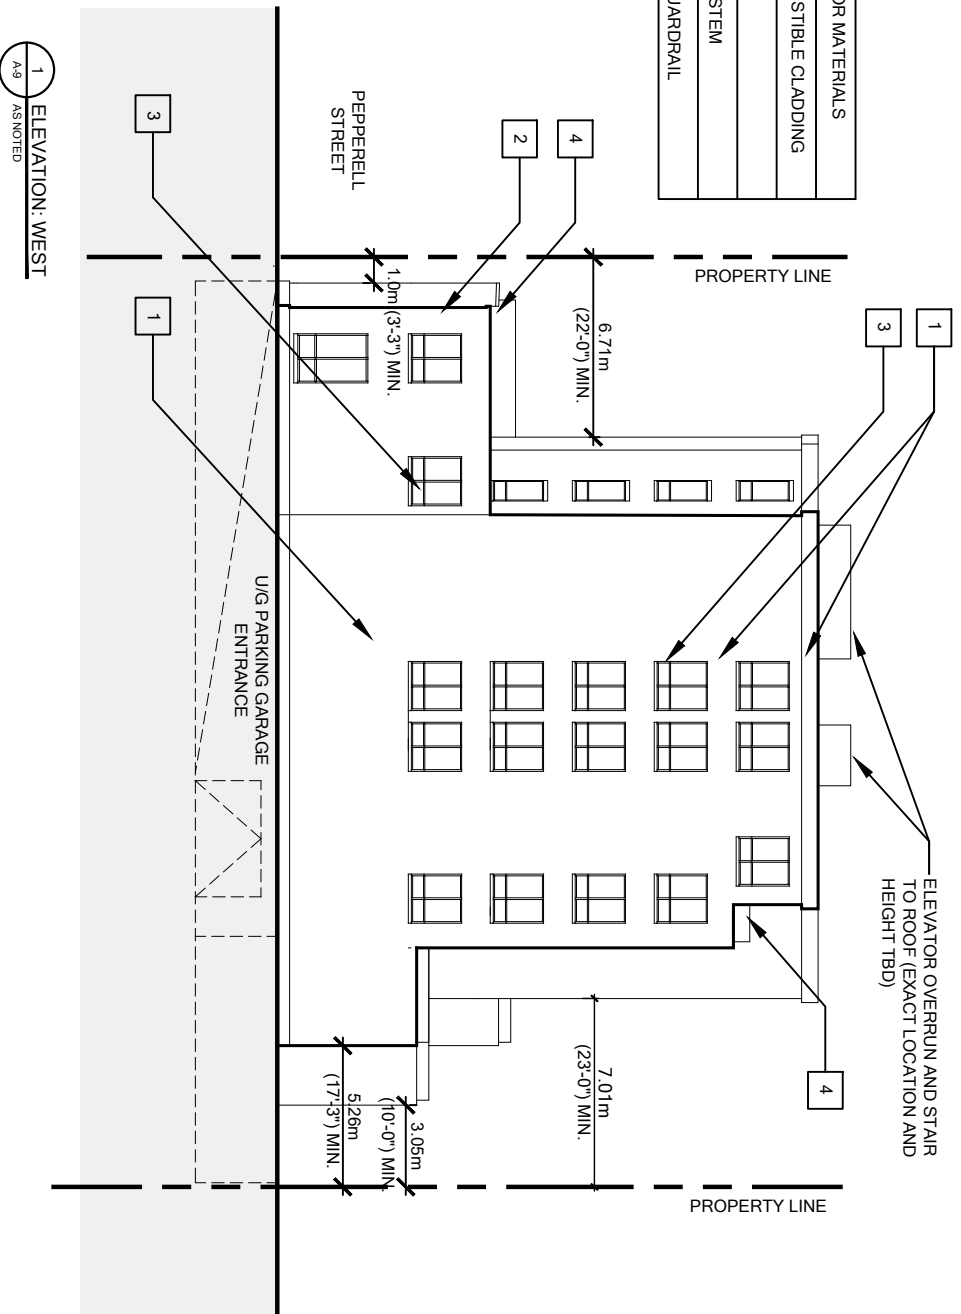 OR MATERIALS
STIBLE CLADDING
STEM
UARDRAIL
1
3
ELEVATOR OVERRUN AND STAIR
TO ROOF (EXACT LOCATION AND
HEIGHT TBD)
4
PROPERTY LINE
PROPERTY LINE
4
2
6.71m
(22'-0") MIN.
7.01m
(23'-0") MIN.
1.0m (3'-3") MIN.
3.05m
(10'-0") MIN.
5.26m
(17'-3") MIN.
PEPPERELL
STREET
U/G PARKING GARAGE
ENTRANCE
3
1
1
A-9
ELEVATION: WEST
AS NOTED